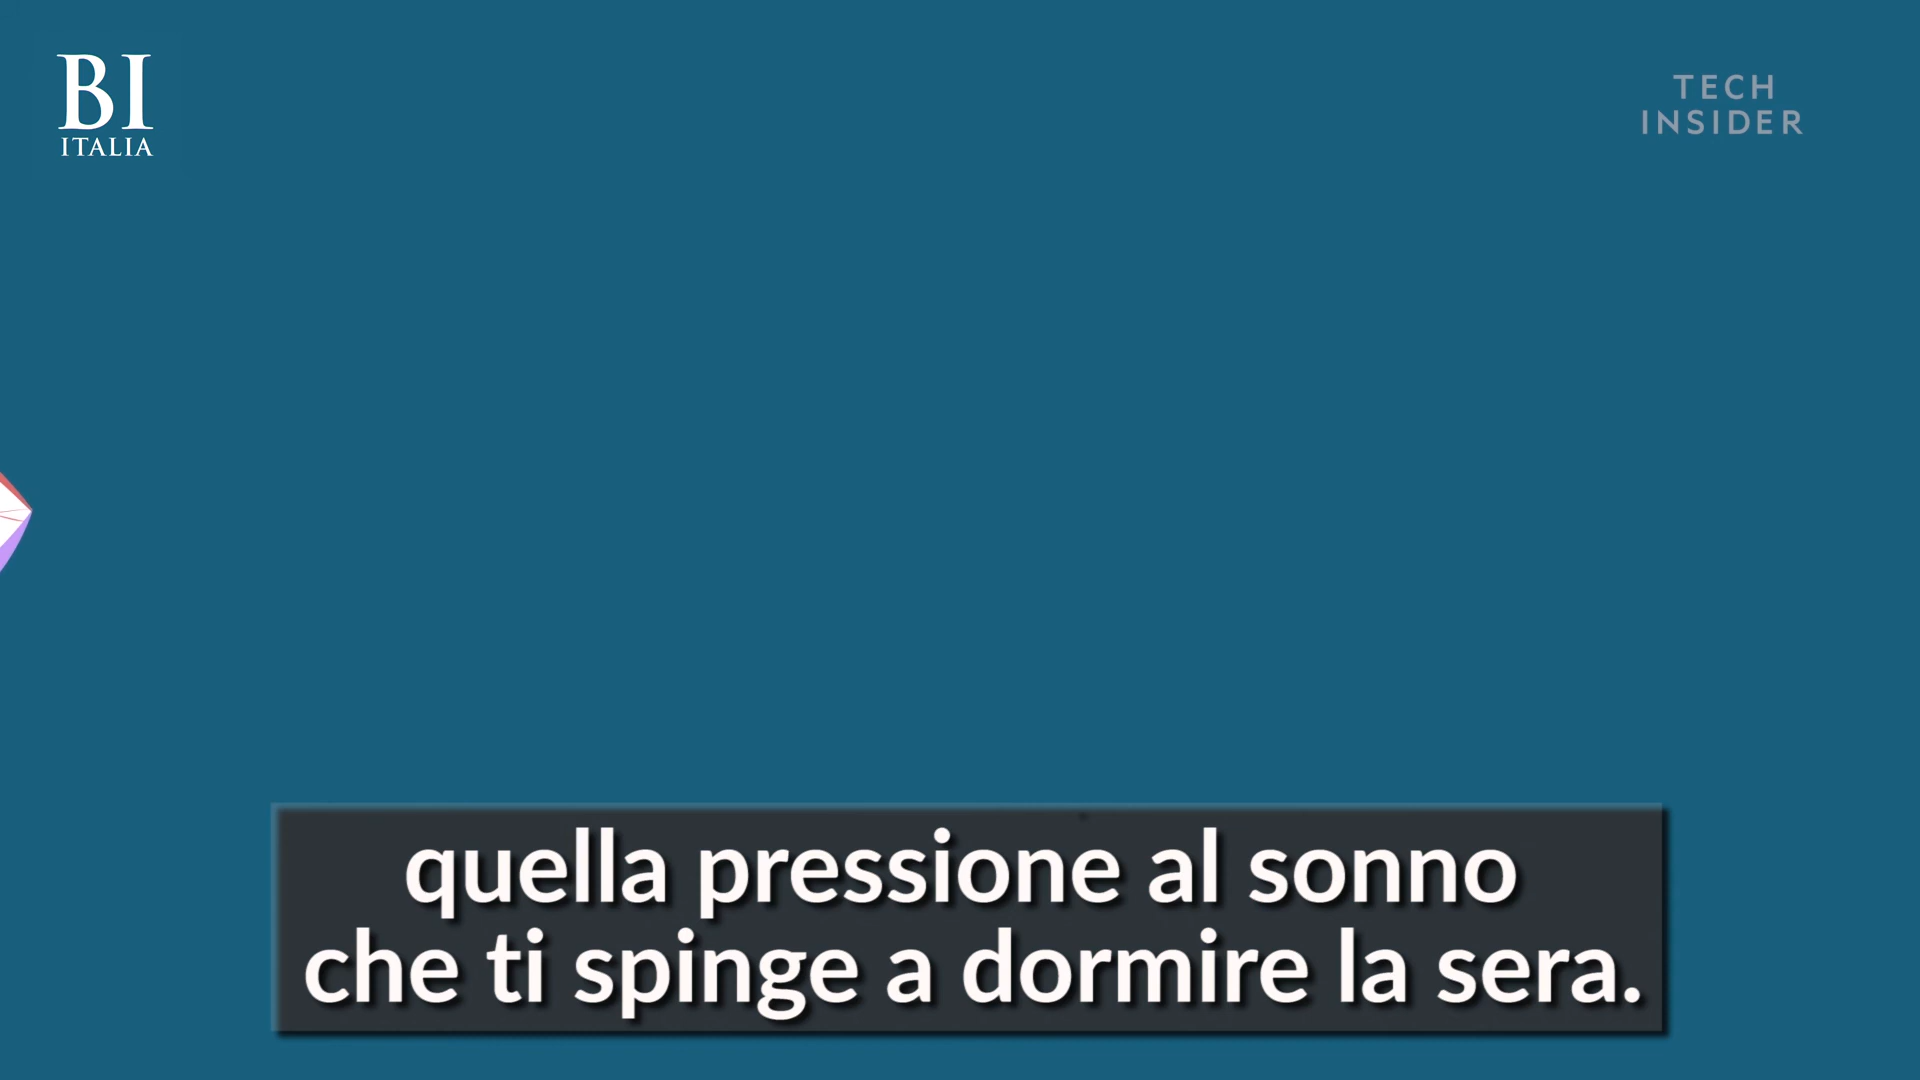 BI
ITALIA
TECH
INSIDER
quella pressione al sonno
che ti spinge a dormire la sera.